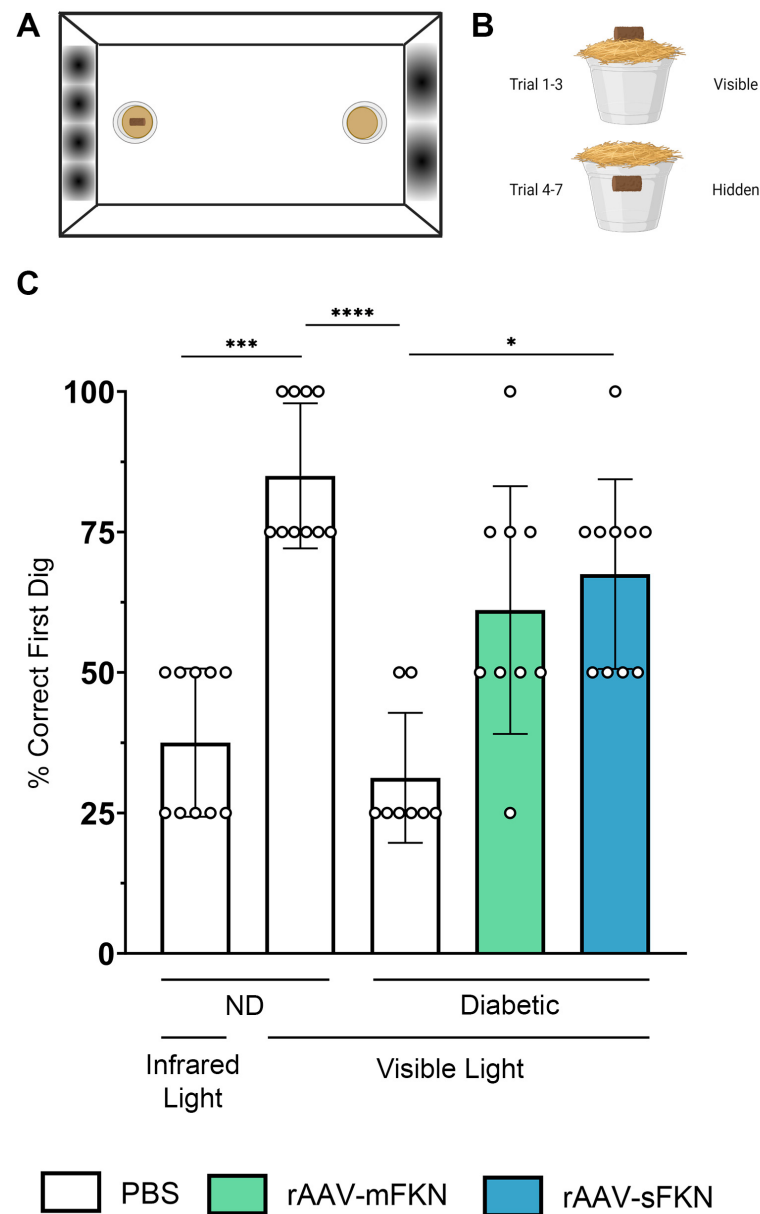 A
B
Trial 1-3
Visible
Trial 4-7
Hidden
C
****
***
*
100
75
50
25
0
% Correct First Dig
ND
Diabetic
Infrared
Light
Visible Light
PBS
rAAV-mFKN
rAAV-sFKN